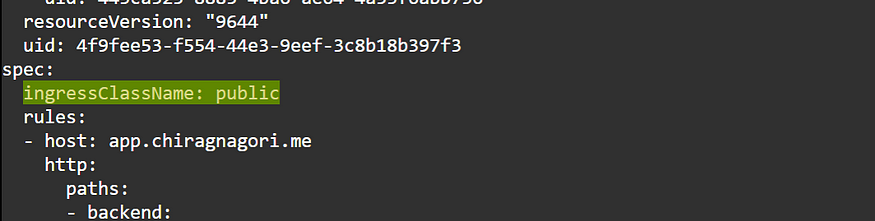 resourceVersion: "9644"
uid: 4f9fee53-f554-44e3-9eef-3c8b18b397f3
spec:
ingressClassName: public
rules:
- host: app.chiragnagori.me
http:
paths:
- backend: